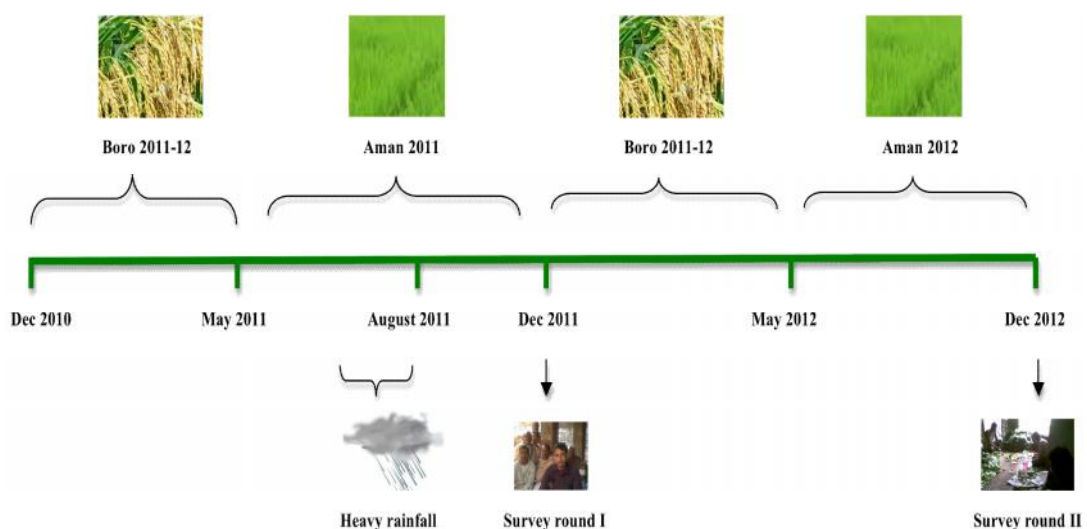 Boro 2011-12
Aman 2011
Boro 2011-12
Aman 2012
Dec 2010
May 2011
August 2011
Dec 2011
May 2012
Dec 2012
Heavy rainfall
Survey round I
Survey round II